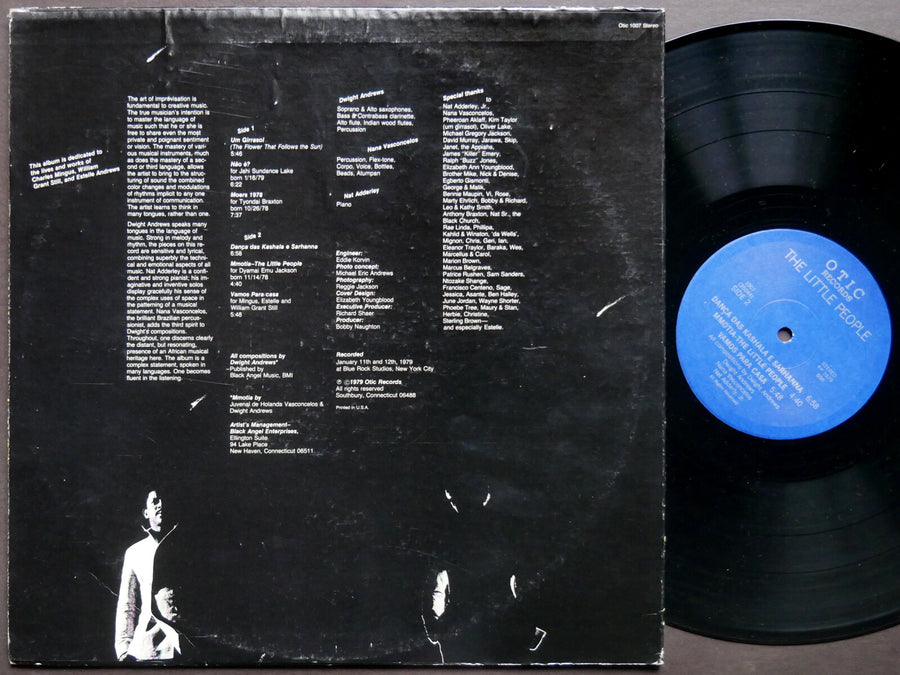 Otic 1007 Stereo
This album is dedicated to
the lives and works of
Charles Mingus, William
Grant Still, and Estelle Andrews
The art of improvisation is
fundamental to creative music.
The true musician's intention is
to master the language of
music such that he or she is
free to share even the most
private and poignant sentiment
or vision. The mastery of vari-
ous musical instruments, much
as does the mastery of a sec-
ond or third language, allows
the artist to bring to the struc-
turing of sound the combined
color changes and modulations
of rhythms implicit to any one
instrument of communication.
The artist learns to think in
many tongues, rather than one.
Dwight Andrews speaks many
tongues in the language of
music. Strong in melody and
rhythm, the pieces on this rec-
ord are sensitive and lyrical,
combining superbly the techni-
cal and emotional aspects of all
music. Nat Adderley is a confi-
dent and strong pianist; his im-
aginative and inventive solos
display gracefully his sense of
the complex uses of space in
the patterning of a musical
statement. Nana Vasconcelos,
the brilliant Brazilian percus-
sionist, adds the third spirit to
Dwight's compositions.
Throughout, one discerns clearly
the distant, but resonating,
presence of an African musical
heritage here. The album is a
complex statement, spoken in
many languages. One becomes
fluent in the listening.
Side 1
Um Girrasol
(The Flower That Follows the Sun)
5:46
Não é?
for Jahi Sundance Lake
born 1/16/79
6:22
Moere 1978
for Tyondai Braxton
born 10/26/78
7:37
Side 2
Dança das Kashala e Sarhanna
6:58
Mmotia–The Little People
for Dyamai Emu Jackson
born 11/14/78
4:40
Vamos Para casa
for Mingus, Estelle and
William Grant Still
5:48
All compositions by
Dwight Andrews*
–Published by
Black Angel Music, BMI
*Mmotia by
Juvenal de Holanda Vasconcelos &
Dwight Andrews
Artist's Management–
Black Angel Enterprises,
Ellington Suite
94 Lake Place
New Haven, Connecticut 06511
Dwight Andrews
Soprano & Alto saxophones,
Bass & Contrabass clarinets,
Alto flute, Indian wood flutes,
Percussion
Nana Vasconcelos
Percussion, Flex-tone,
Corpo, Voice, Bottles,
Beads, Alumpan
Nat Adderley
Piano
Engineer:
Eddie Korvin
Photo concept:
Michael Eric Andrews
Photography:
Reggie Jackson
Cover Design:
Elizabeth Youngblood
Executive Producer:
Richard Sheer
Producer:
Bobby Naughton
Recorded
January 11th and 12th, 1979
at Blue Rock Studios, New York City
℗ ©1979 Otic Records
All rights reserved
Southbury, Connecticut 06488
Printed in U.S.A.
Special thanks
to
Nat Adderley, Jr.,
Nana Vasconcelos,
Pheeroan Aklaff, Kim Taylor
(um girrasol), Oliver Lake,
Michael Gregory Jackson,
David Murray, Jarawa, Skip,
Janet, the Appiahs,
James "Killer" Emery,
Ralph "Buzz" Jones,
Elizabeth Ann Youngblood,
Brother Mike, Nick & Denise,
Egberto Gismonti,
George & Malik,
Bennie Maupin, Vi, Rose,
Marty Ehrlich, Bobby & Richard,
Leo & Kathy Smith,
Anthony Braxton, Nat Sr., the
Black Church,
Rae Linda, Phillipa,
Kahlid & Winston, 'da Wells',
Mignon, Chris, Geri, Ian,
Eleanor Traylor, Baraka, Wes,
Marcellus & Carol,
Marion Brown,
Marcus Belgraves,
Patrice Rushen, Sam Sanders,
Ntozake Shange,
Francisco Centeno, Sage,
Jessica, Asante, Ben Halley,
June Jordan, Wayne Shorter,
Phoebe Tree, Maury & Stan,
Herbie, Christine,
Starling Brown–
and especially Estelle.
OTIC
RECORDS
THE LITTLE PEOPLE
SIDE 2
DANÇA DAS KASHALA E SARHANNA 6:58
MMOTIA-THE LITTLE PEOPLE 4:40
VAMOS PARA CASA 5:48